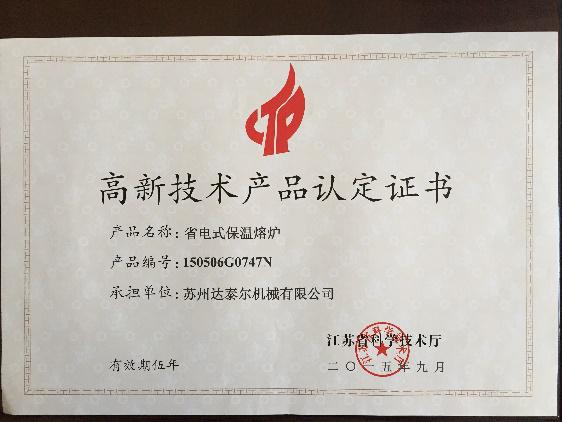 CTP
高新技术产品认定证书
产品名称：省电式保温熔炉
产品编号：150506G0747N
承担单位：苏州达泰尔机械有限公司
江苏省科学技术厅
有效期伍年
二〇一五年九月